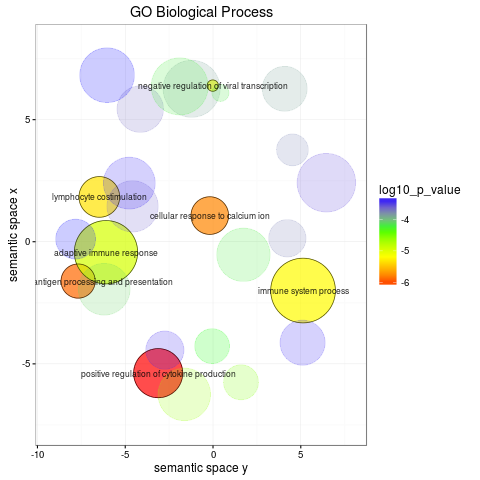 GO Biological Process
negative regulation of viral transcription
lymphocyte costimulation
cellular response to calcium ion
adaptive immune response
antigen processing and presentation
immune system process
positive regulation of cytokine production
semantic space x
5
0
-5
-10
-5
0
5
semantic space y
log10_p_value
-4
-5
-6